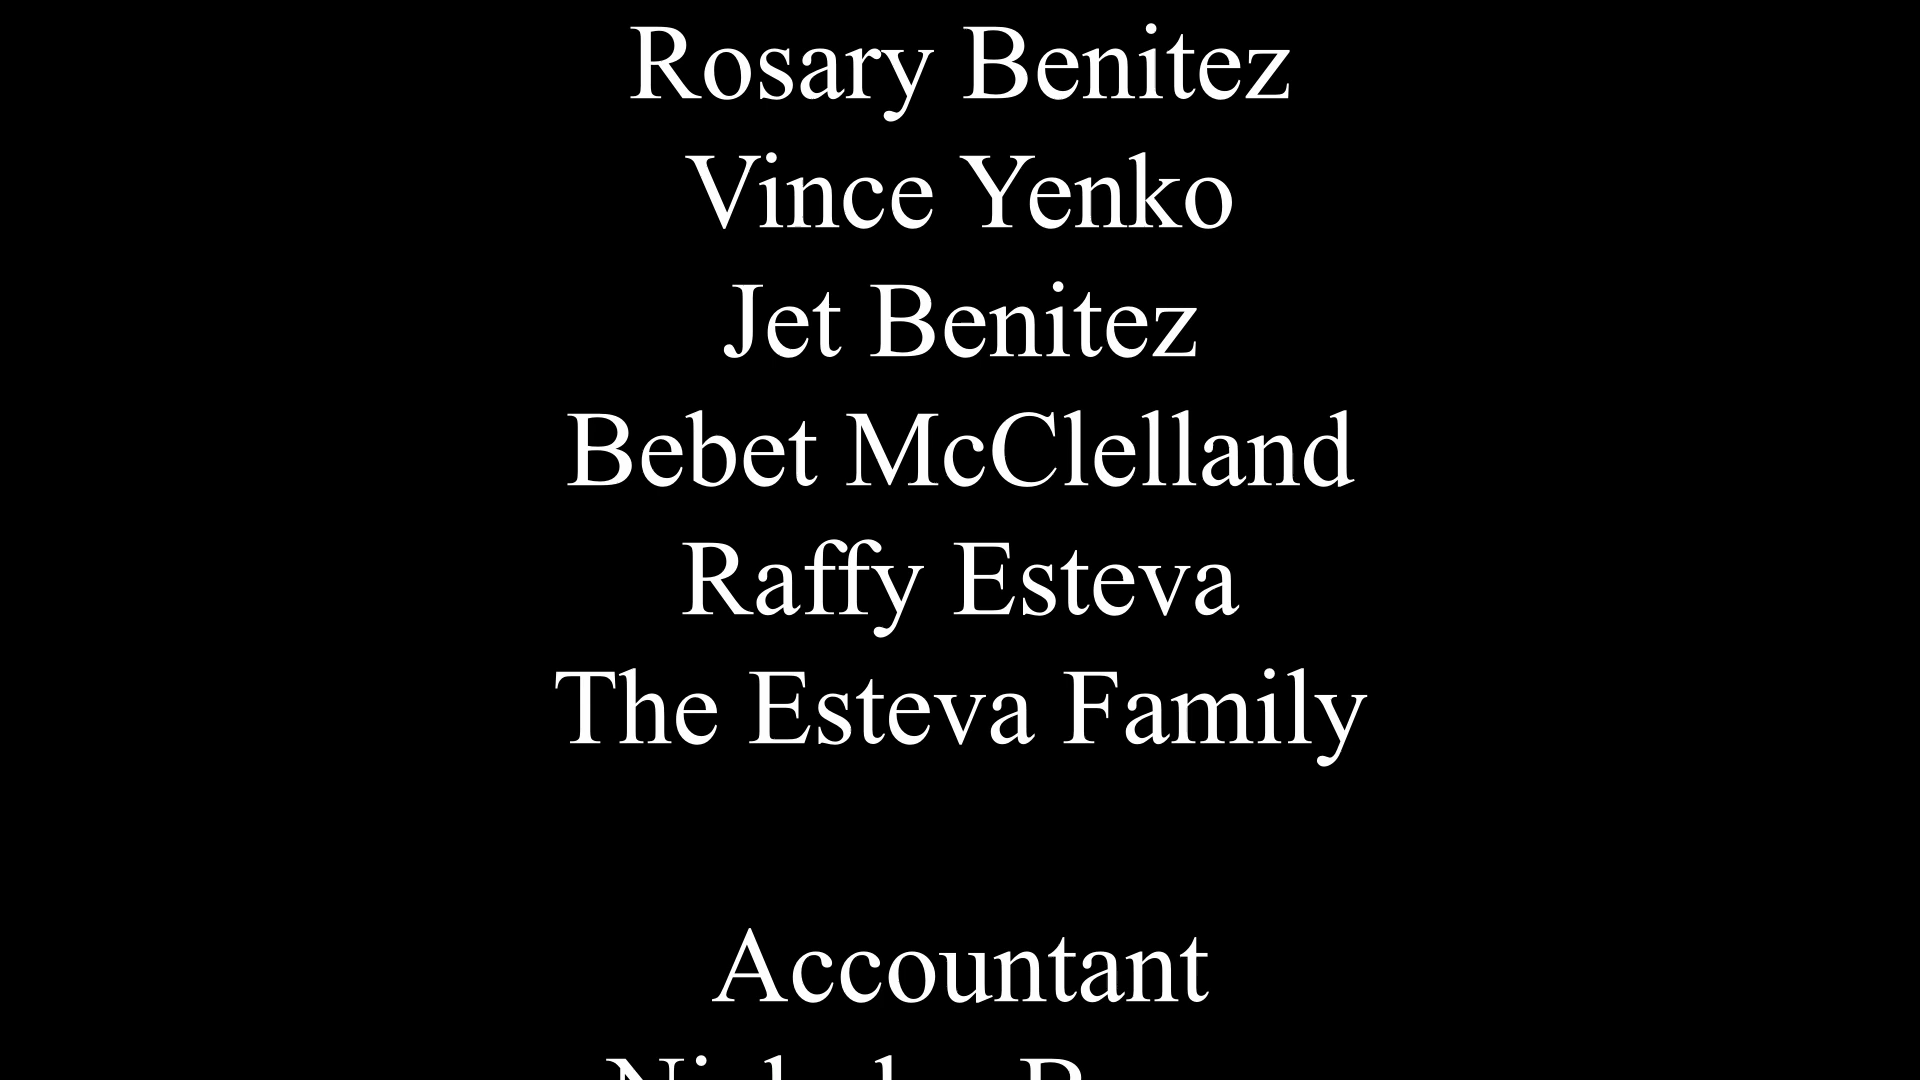 Rosary Benitez
Vince Yenko
Jet Benitez
Bebet McClelland
Raffy Esteva
The Esteva Family
Accountant